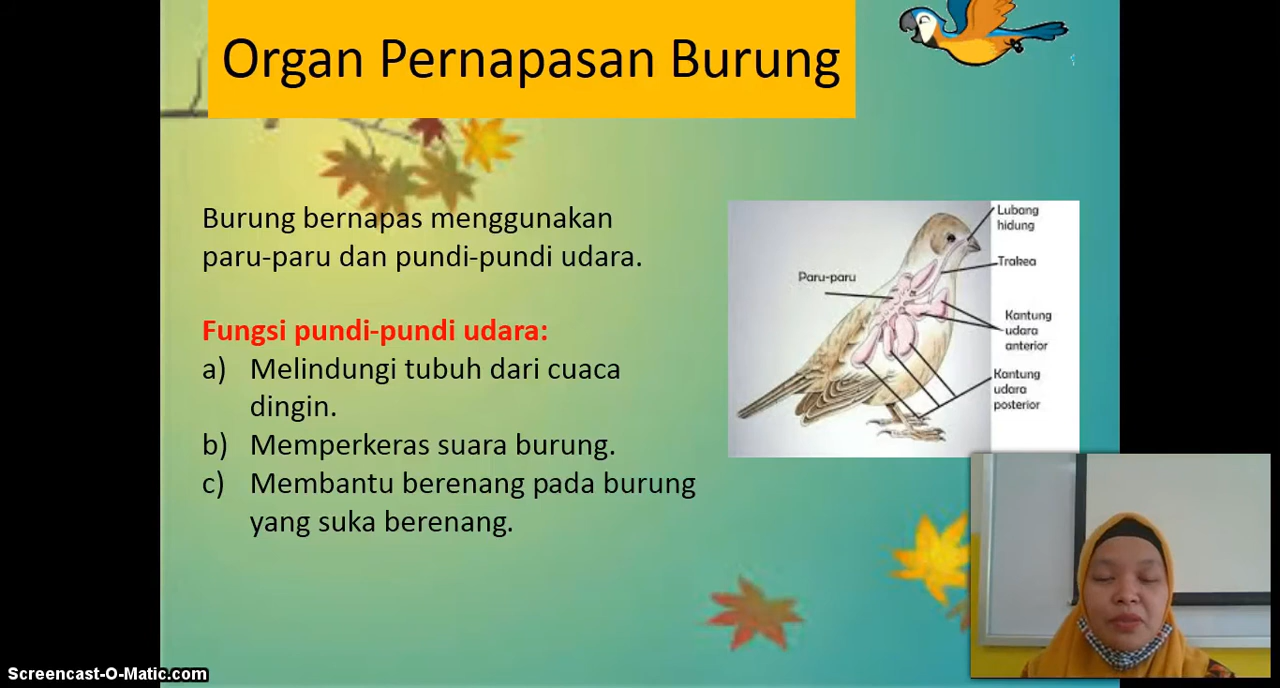 Organ Pernapasan Burung
Burung bernapas menggunakan
paru-paru dan pundi-pundi udara.
Fungsi pundi-pundi udara:
a) Melindungi tubuh dari cuaca
dingin.
b) Memperkeras suara burung.
c) Membantu berenang pada burung
yang suka berenang.
Lubang
hidung
Trakea
Paru-paru
Kantung
udara
anterior
Kantung
udara
posterior
Screencast-O-Matic.com